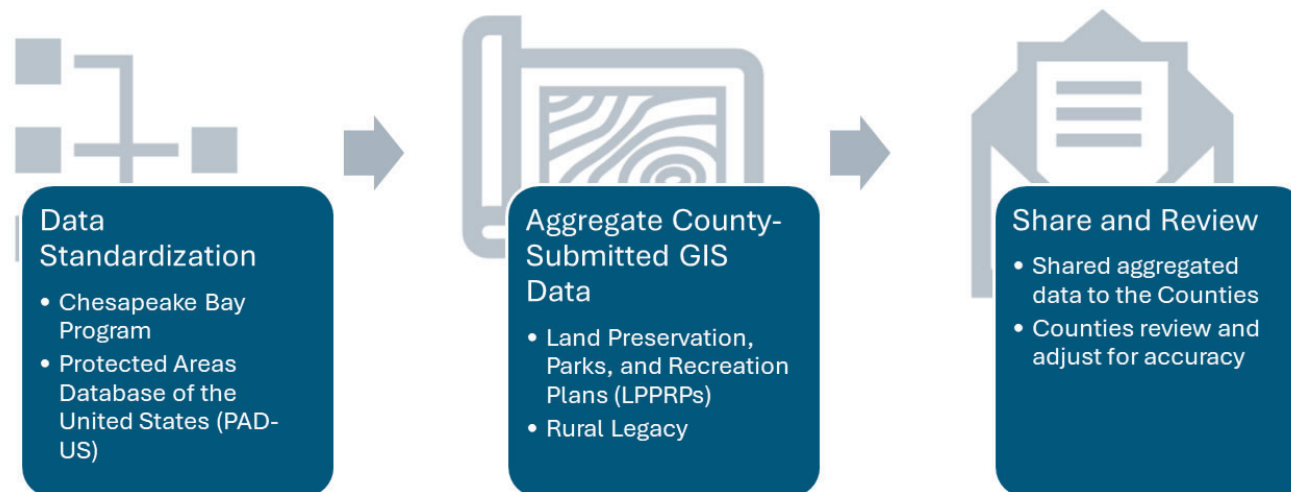 Data
Standardization
• Chesapeake Bay
Program
• Protected Areas
Database of the
United States (PAD-
US)
Aggregate County-
Submitted GIS
Data
• Land Preservation,
Parks, and Recreation
Plans (LPPRPs)
• Rural Legacy
Share and Review
• Shared aggregated
data to the Counties
• Counties review and
adjust for accuracy